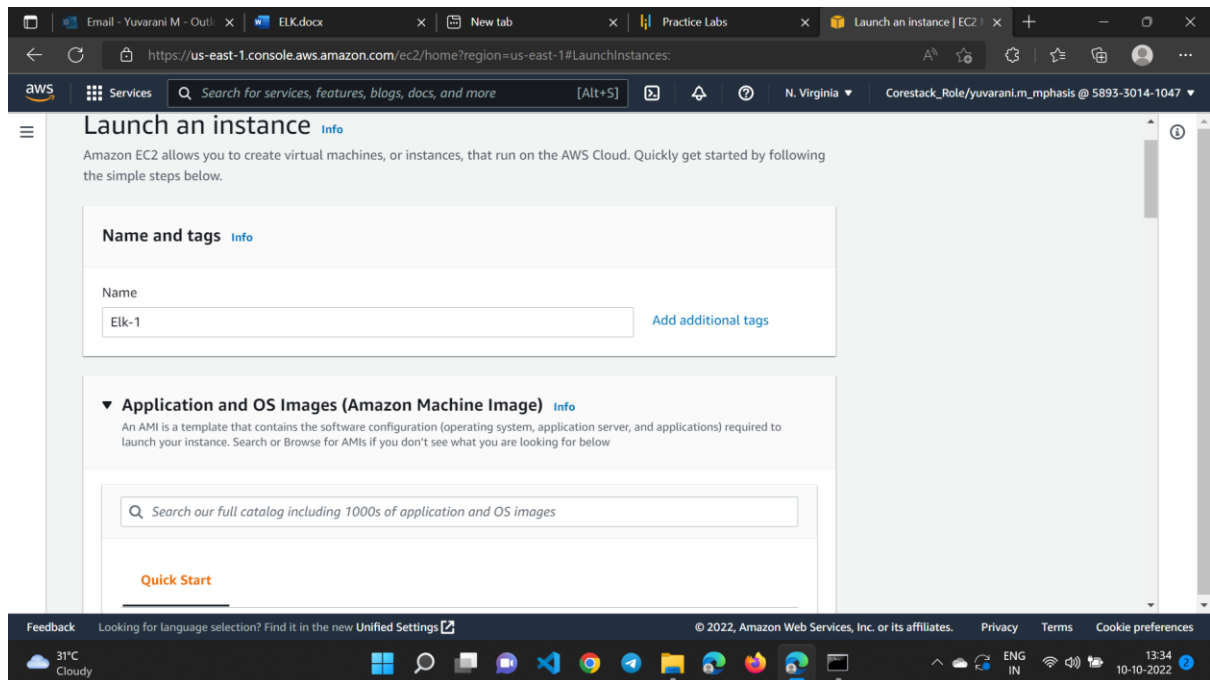 Email - Yuvarani M - Outl
ELK.docx
New tab
Practice Labs
Launch an instance | EC2
https://us-east-1.console.aws.amazon.com/ec2/home?region=us-east-1#LaunchInstances:
aws
Services
Search for services, features, blogs, docs, and more
[Alt+S]
N. Virginia
Corestack_Role/yuvarani.m_mphasis @ 5893-3014-1047
Launch an instance Info
Amazon EC2 allows you to create virtual machines, or instances, that run on the AWS Cloud. Quickly get started by following
the simple steps below.
Name and tags Info
Name
Elk-1
Add additional tags
Application and OS Images (Amazon Machine Image) Info
An AMI is a template that contains the software configuration (operating system, application server, and applications) required to
launch your instance. Search or Browse for AMIs if you don't see what you are looking for below
Search our full catalog including 1000s of application and OS images
Quick Start
Feedback
Looking for language selection? Find it in the new Unified Settings
© 2022, Amazon Web Services, Inc. or its affiliates.
Privacy
Terms
Cookie preferences
31°C
Cloudy
ENG
IN
13:34
10-10-2022
2